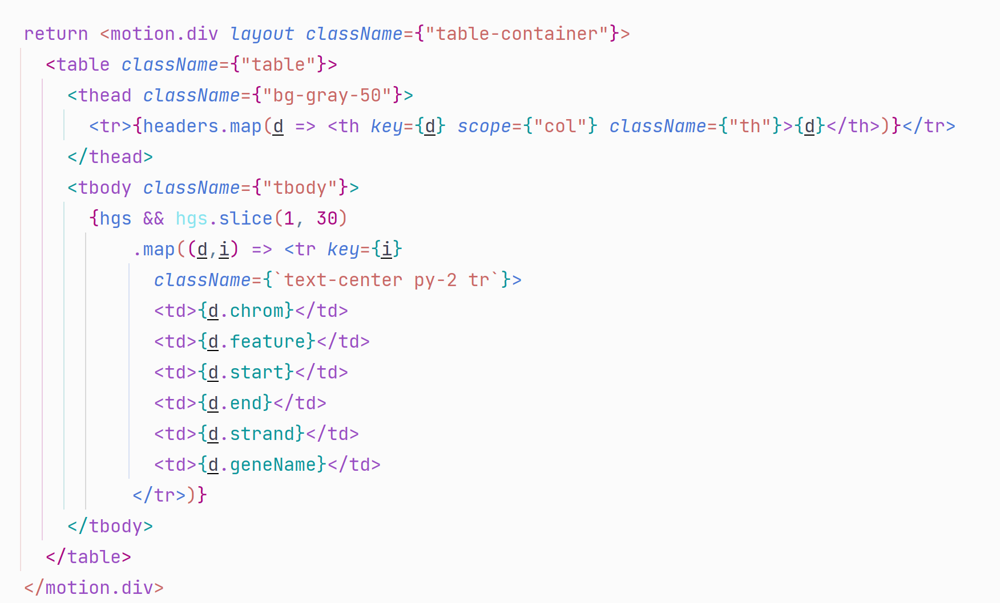 return <motion.div layout className={"table-container"}>
  <table className={"table"}>
    <thead className={"bg-gray-50"}>
      <tr>{headers.map(d => <th key={d} scope={"col"} className={"th"}>{d}</th>)}</tr>
    </thead>
    <tbody className={"tbody"}>
      {hgs && hgs.slice(1, 30)
          .map((d,i) => <tr key={i}
            className={`text-center py-2 tr`}>
            <td>{d.chrom}</td>
            <td>{d.feature}</td>
            <td>{d.start}</td>
            <td>{d.end}</td>
            <td>{d.strand}</td>
            <td>{d.geneName}</td>
          </tr>)}
    </tbody>
  </table>
</motion.div>